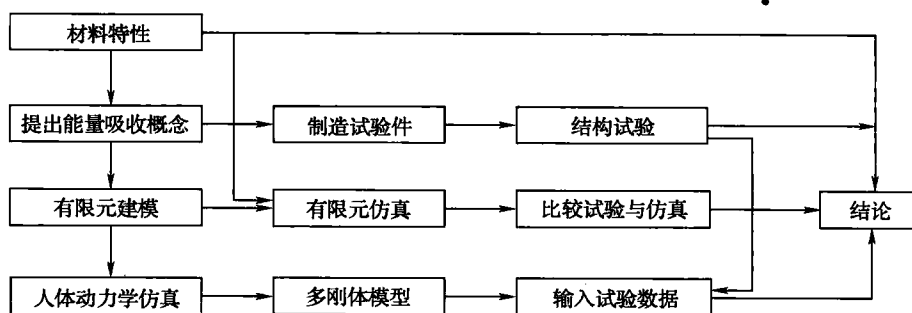 材料特性
提出能量吸收概念
制造试验件
结构试验
有限元建模
有限元仿真
比较试验与仿真
结论
人体动力学仿真
多刚体模型
输入试验数据